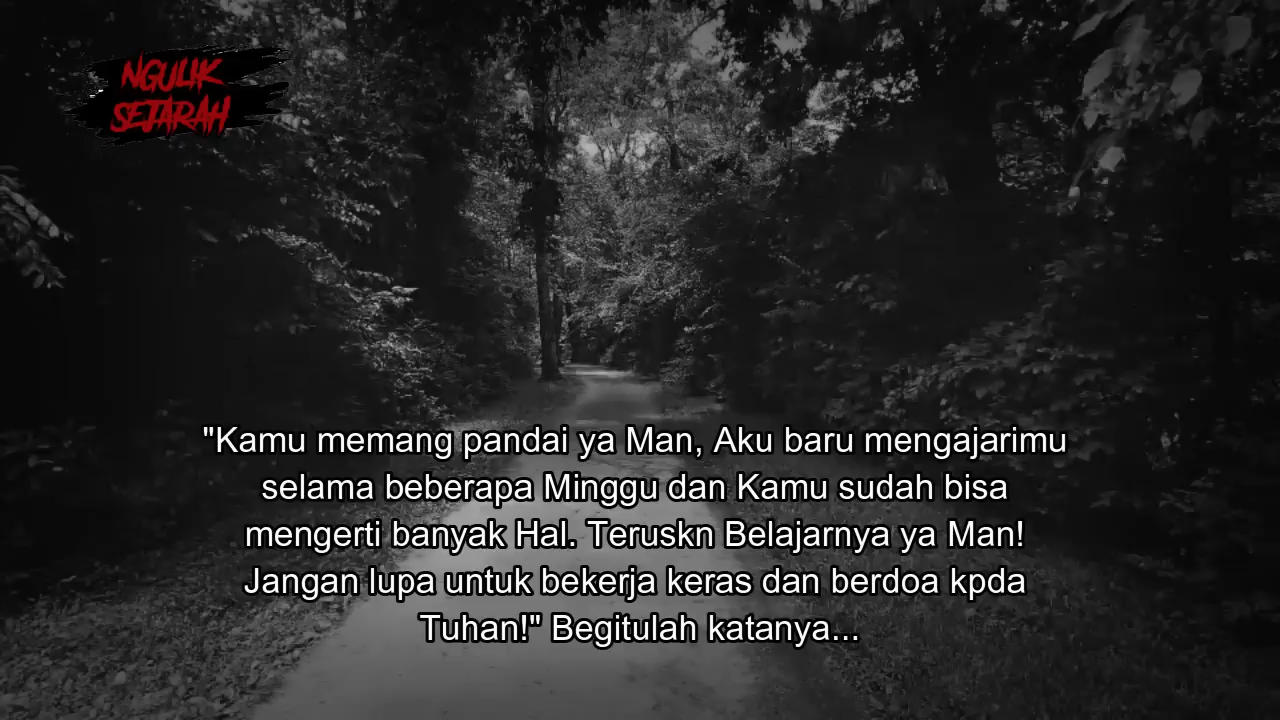 NGULIK
SEJARAH
"Kamu memang pandai ya Man, Aku baru mengajarimu
selama beberapa Minggu dan Kamu sudah bisa
mengerti banyak Hal. Teruskn Belajarnya ya Man!
Jangan lupa untuk bekerja keras dan berdoa kpda
Tuhan!" Begitulah katanya...